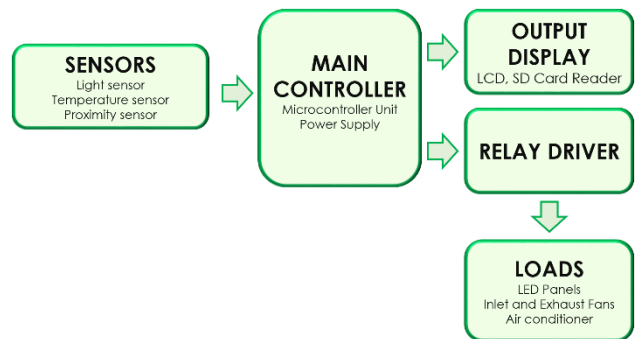 SENSORS
Light sensor
Temperature sensor
Proximity sensor
MAIN
CONTROLLER
Microcontroller Unit
Power Supply
OUTPUT
DISPLAY
LCD, SD Card Reader
RELAY DRIVER
LOADS
LED Panels
Inlet and Exhaust Fans
Air conditioner